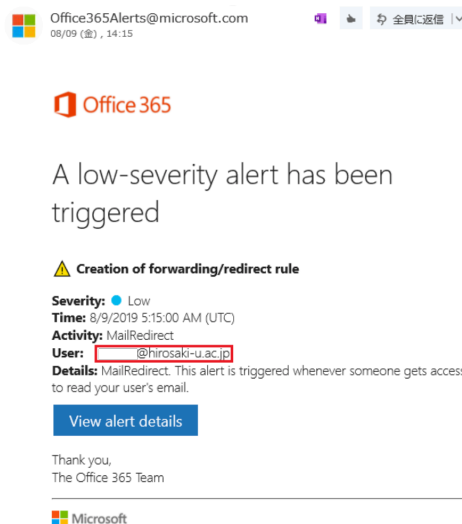 Office365Alerts@microsoft.com
08/09 (金) , 14:15
全員に返信
Office 365
A low-severity alert has been
triggered
Creation of forwarding/redirect rule
Severity: Low
Time: 8/9/2019 5:15:00 AM (UTC)
Activity: MailRedirect
User: @hirosaki-u.ac.jp
Details: MailRedirect. This alert is triggered whenever someone gets access
to read your user's email.
View alert details
Thank you,
The Office 365 Team
Microsoft